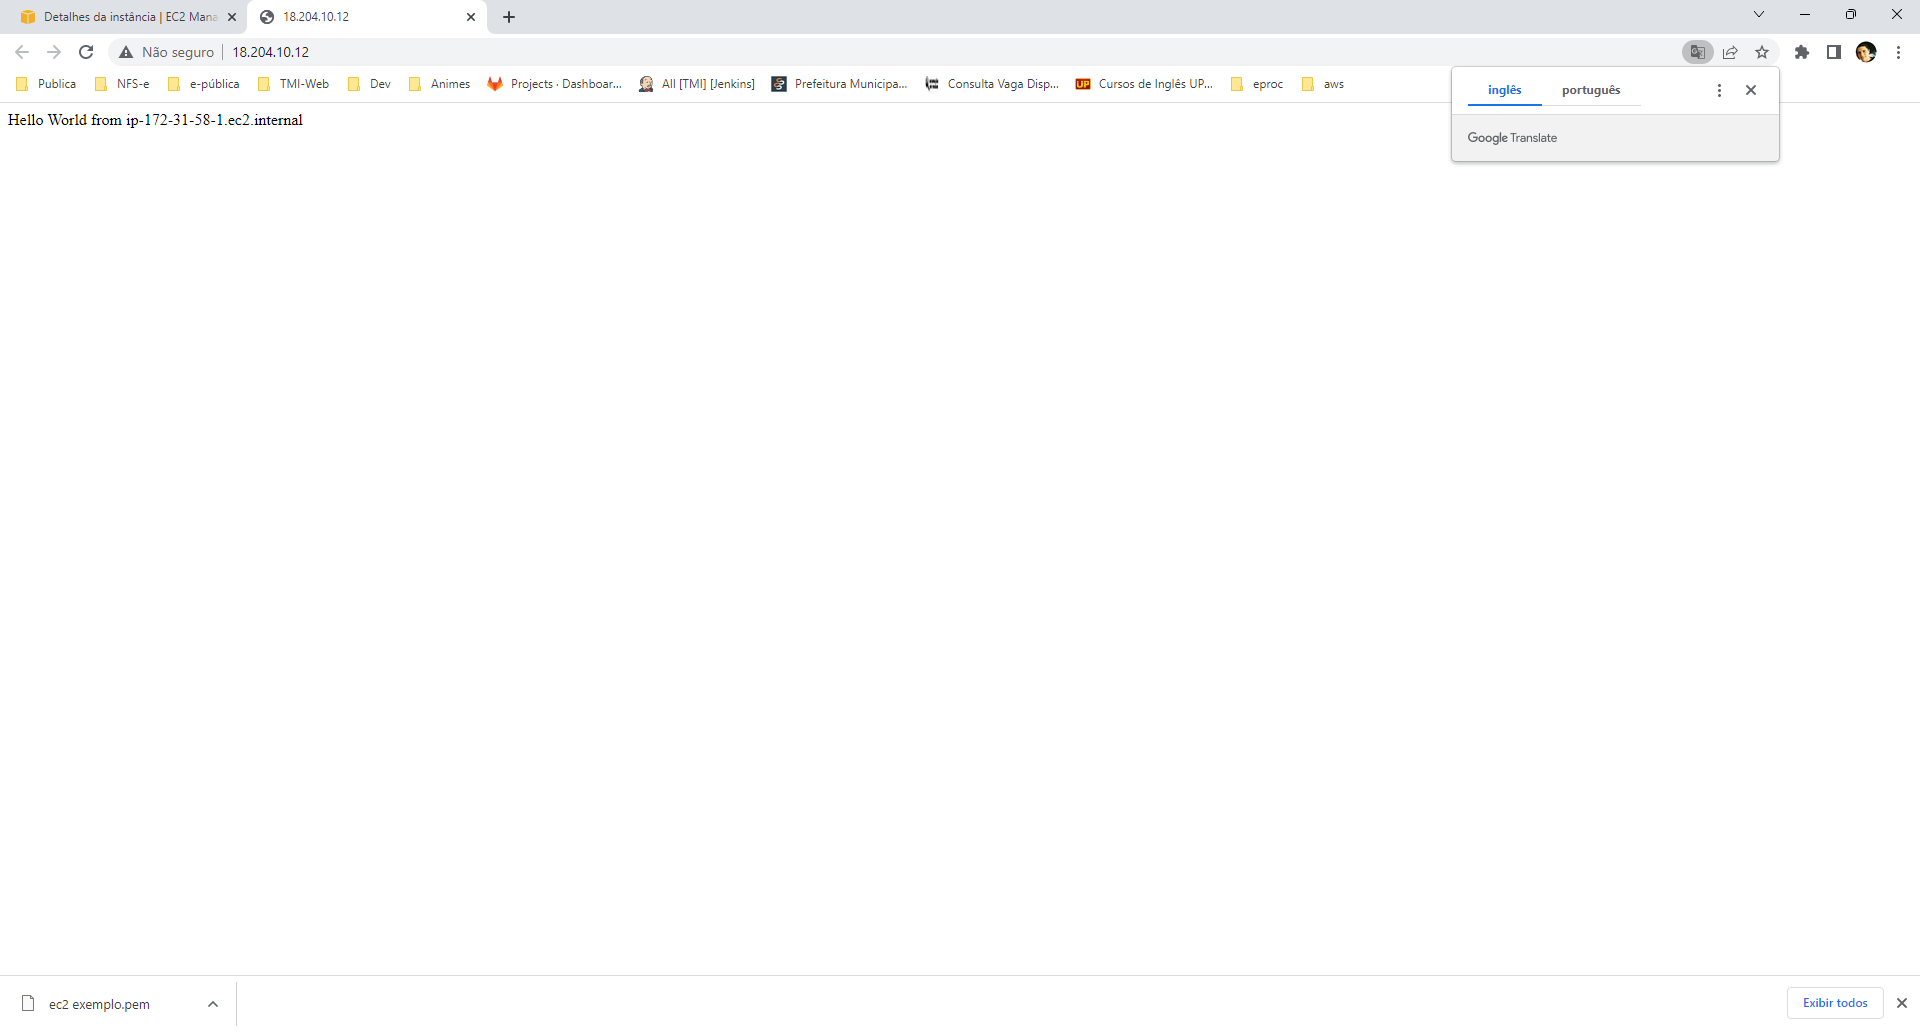 Detalhes da instância | EC2 Mana
18.204.10.12
Não seguro
18.204.10.12
Publica
NFS-e
e-pública
TMI-Web
Dev
Animes
Projects · Dashboar...
All [TMI] [Jenkins]
Prefeitura Municipa...
Consulta Vaga Disp...
UP
Cursos de Inglês UP...
eproc
aws
inglês
português
Google Translate
Hello World from ip-172-31-58-1.ec2.internal
ec2 exemplo.pem
Exibir todos